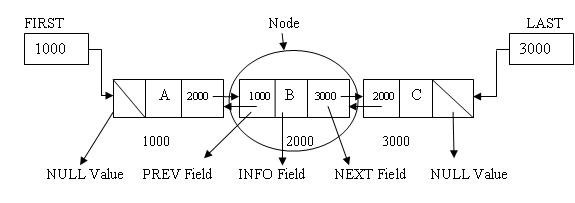 Node
FIRST
LAST
1000
3000
A 2000 1000 B 3000 2000 C
1000 2000 3000
NULL Value PREV Field INFO Field NEXT Field NULL Value